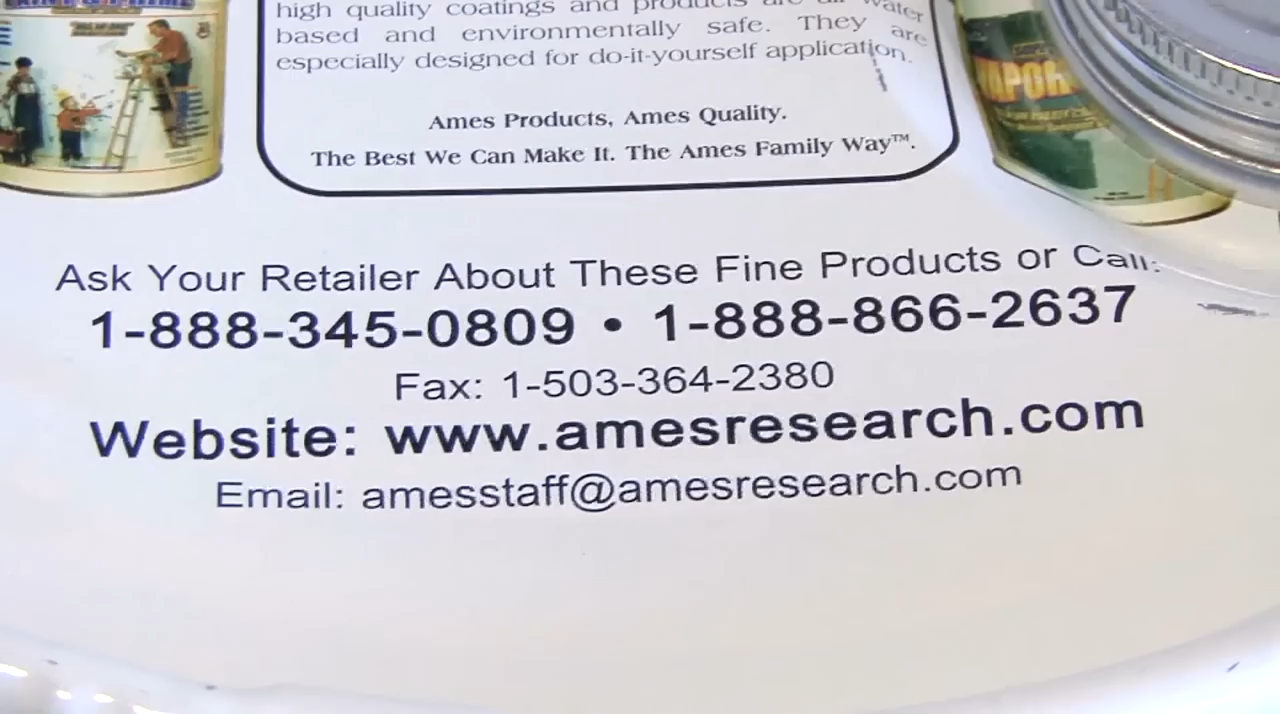 high quality coatings and products are all water
based and environmentally safe. They are
especially designed for do-it-yourself application.
Ames Products, Ames Quality.
The Best We Can Make It. The Ames Family Way™.
Ask Your Retailer About These Fine Products or Call:
1-888-345-0809 • 1-888-866-2637
Fax: 1-503-364-2380
Website: www.amesresearch.com
Email: amesstaff@amesresearch.com